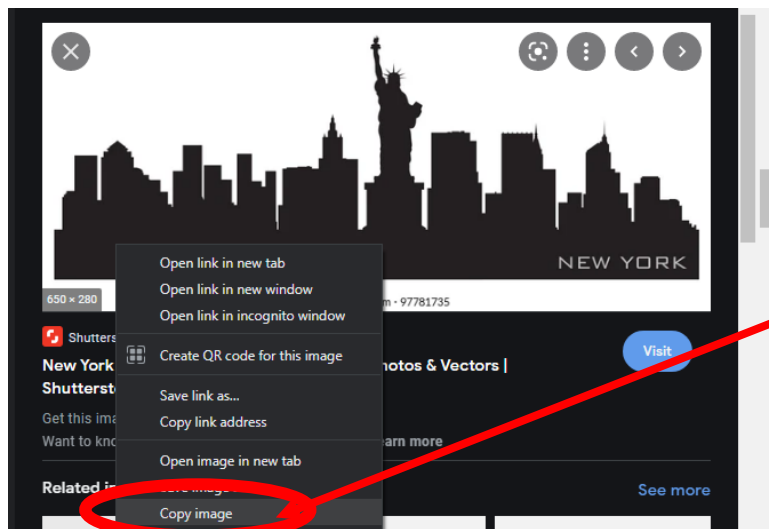 NEW YORK
Open link in new tab
650 × 280
Open link in new window
m · 97781735
Open link in incognito window
Shutters
Create QR code for this image
Visit
New York
hotos & Vectors |
Shutterst
Save link as...
Get this ima
Copy link address
Want to kno
earn more
Open image in new tab
Related i
See more
Copy image